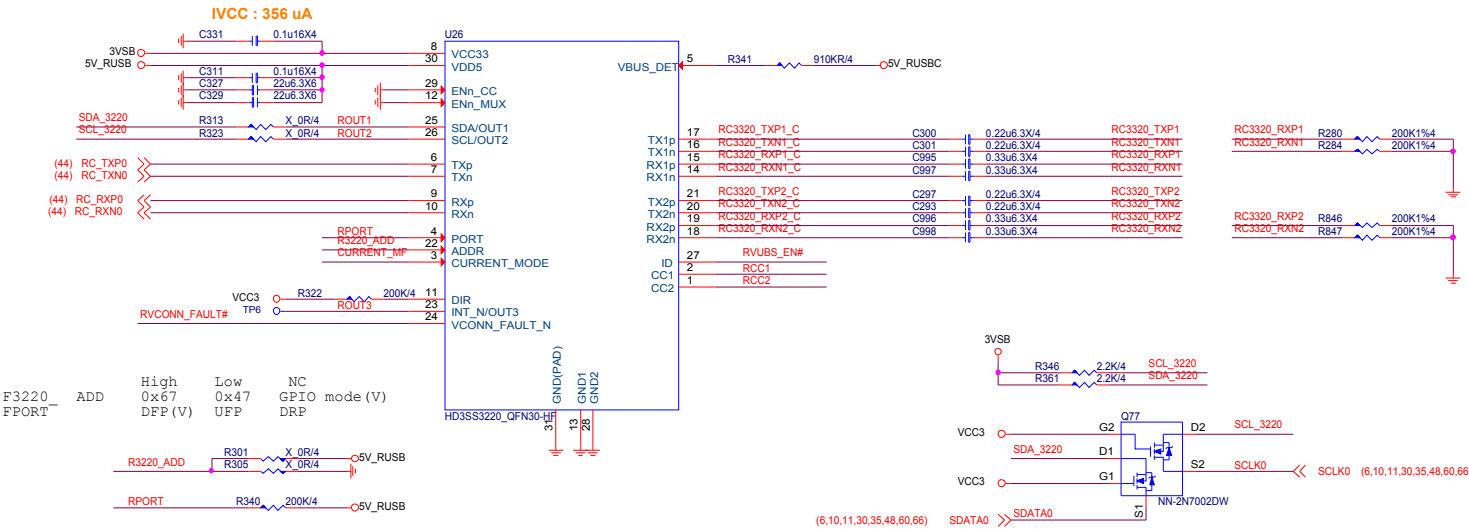 IVCC : 356 uA
C331 0.1u16X4
3VSB
5V_RUSB
C311 0.1u16X4
C327 22u6.3X6
C329 22u6.3X6
SDA_3220 R313 X_0R/4 ROUT1
SCL_3220 R323 X_0R/4 ROUT2
(44) RC_TXP0
(44) RC_TXN0
(44) RC_RXP0
(44) RC_RXN0
RPORT
R3220_ADD
CURRENT_MF
VCC3 R322 200K/4
TP6 ROUT3
RVCONN_FAULT#
U26
8 VCC33
30 VDD5
29 ENn_CC
12 ENn_MUX
25 SDA/OUT1
26 SCL/OUT2
6 TXp
7 TXn
9 RXp
10 RXn
4 PORT
22 ADDR
3 CURRENT_MODE
11 DIR
23 INT_N/OUT3
24 VCONN_FAULT_N
VBUS_DET 5
TX1p 17
TX1n 16
RX1p 15
RX1n 14
TX2p 21
TX2n 20
RX2p 19
RX2n 18
ID 27
CC1 2
CC2 1
GND(PAD) 31
GND1 13
GND2 28
HD3SS3220_QFN30-HF
R341 910KR/4 5V_RUSBC
RC3320_TXP1_C C300 0.22u6.3X/4 RC3320_TXP1
RC3320_TXN1_C C301 0.22u6.3X/4 RC3320_TXN1
RC3320_RXP1_C C995 0.33u6.3X4 RC3320_RXP1
RC3320_RXN1_C C997 0.33u6.3X4 RC3320_RXN1
RC3320_TXP2_C C297 0.22u6.3X/4 RC3320_TXP2
RC3320_TXN2_C C293 0.22u6.3X/4 RC3320_TXN2
RC3320_RXP2_C C996 0.33u6.3X4 RC3320_RXP2
RC3320_RXN2_C C998 0.33u6.3X4 RC3320_RXN2
RVUBS_EN#
RCC1
RCC2
RC3320_RXP1 R280 200K1%4
RC3320_RXN1 R284 200K1%4
RC3320_RXP2 R846 200K1%4
RC3320_RXN2 R847 200K1%4
High Low NC
F3220_ ADD 0x67 0x47 GPIO mode(V)
FPORT DFP(V) UFP DRP
R301 X_0R/4 5V_RUSB
R3220_ADD R305 X_0R/4
RPORT R340 200K/4 5V_RUSB
3VSB
R346 2.2K/4 SCL_3220
R361 2.2K/4 SDA_3220
Q77
VCC3 G2 D2 SCL_3220
SDA_3220 D1
S2 SCLK0 SCLK0 (6,10,11,30,35,48,60,66
VCC3 G1
NN-2N7002DW
S1
(6,10,11,30,35,48,60,66) SDATA0 SDATA0